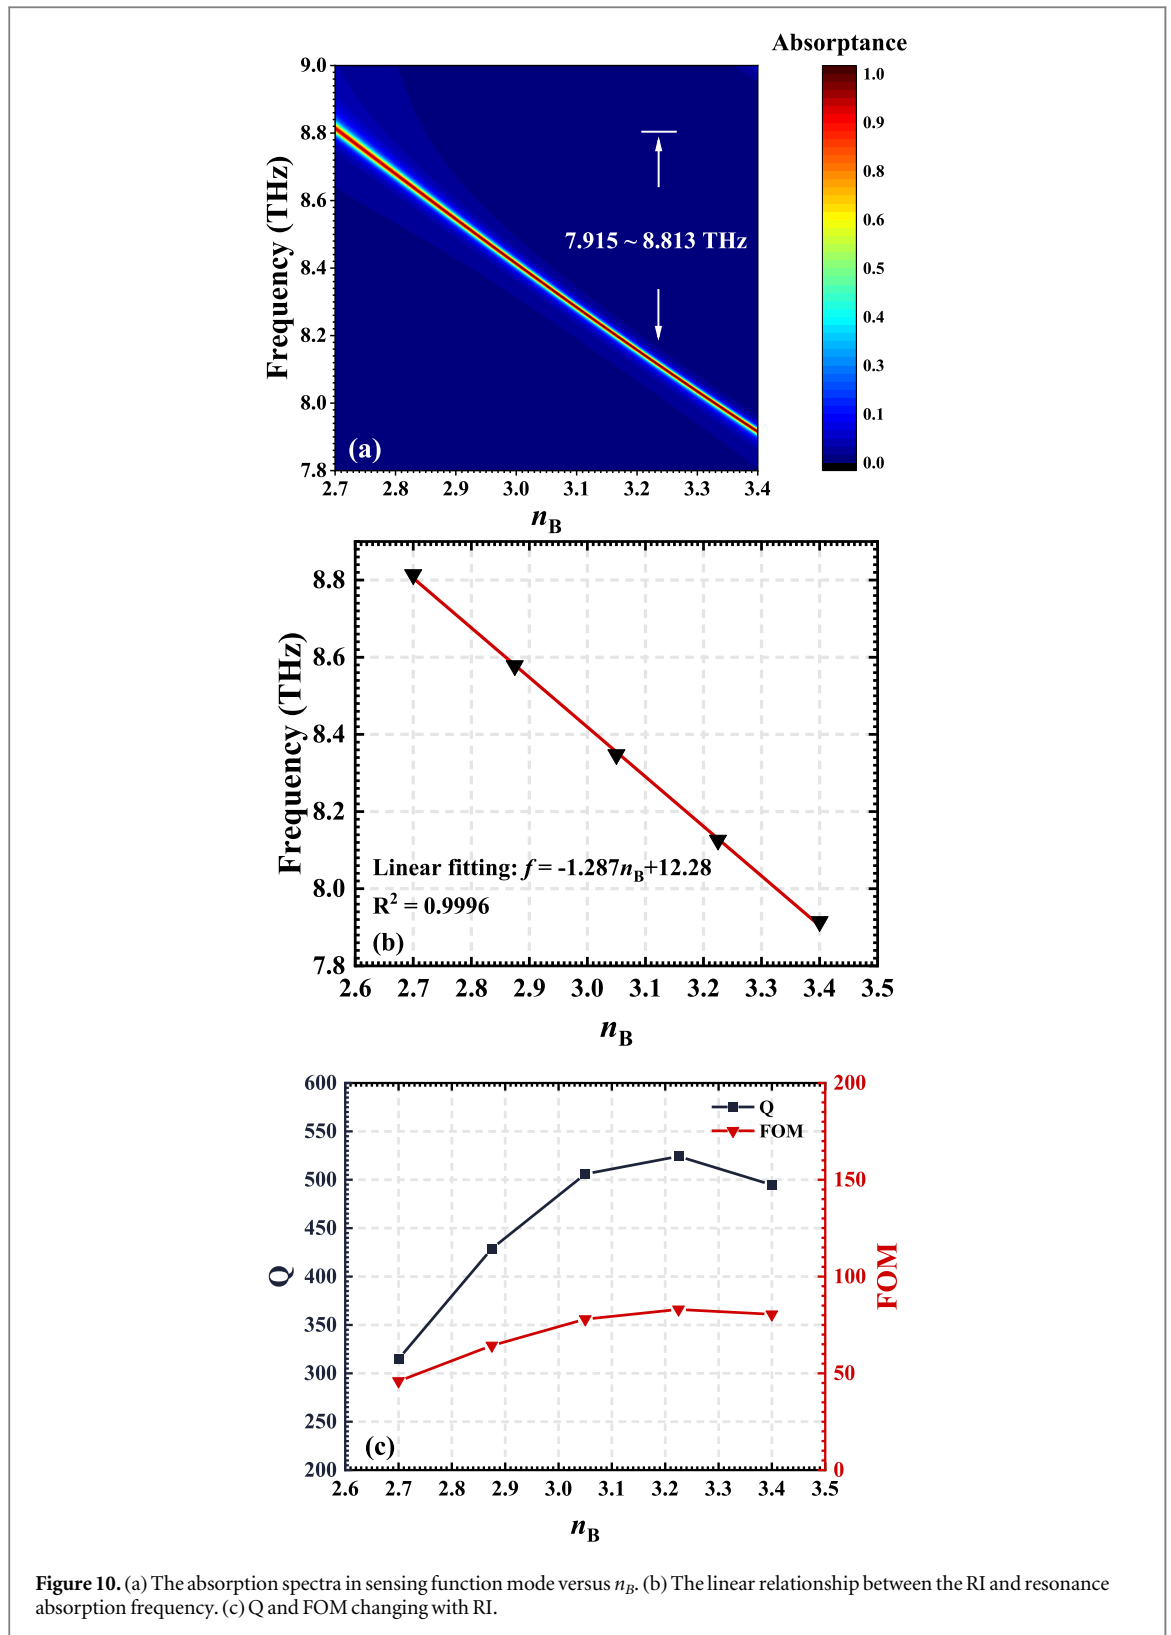 Absorptance
9.0
8.8
8.6
8.4
8.2
8.0
7.8
Frequency (THz)
7.915 ~ 8.813 THz
(a)
2.7 2.8 2.9 3.0 3.1 3.2 3.3 3.4
n_B
1.0
0.9
0.8
0.6
0.5
0.4
0.3
0.1
0.0
8.8
8.6
8.4
8.2
8.0
7.8
Frequency (THz)
Linear fitting: f = -1.287n_B+12.28
R² = 0.9996
(b)
2.6 2.7 2.8 2.9 3.0 3.1 3.2 3.3 3.4 3.5
n_B
600
550
500
450
400
350
300
250
200
Q
Q
FOM
(c)
200
150
100
50
0
FOM
2.6 2.7 2.8 2.9 3.0 3.1 3.2 3.3 3.4 3.5
n_B
Figure 10. (a) The absorption spectra in sensing function mode versus n_B. (b) The linear relationship between the RI and resonance
absorption frequency. (c) Q and FOM changing with RI.